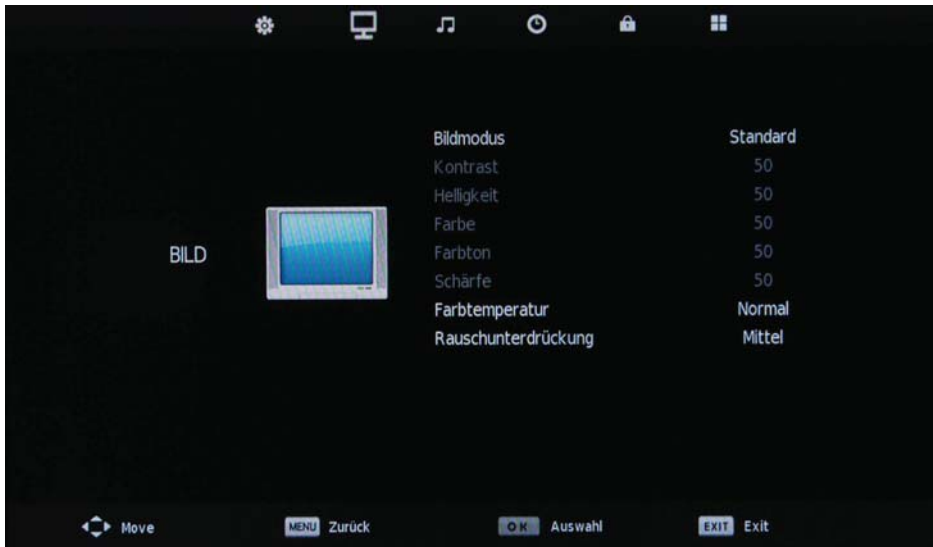 Bildmodus Standard
Kontrast 50
Helligkeit 50
Farbe 50
Farbton 50
Schärfe 50
Farbtemperatur Normal
Rauschunterdrückung Mittel
BILD
Move MENU Zurück OK Auswahl EXIT Exit